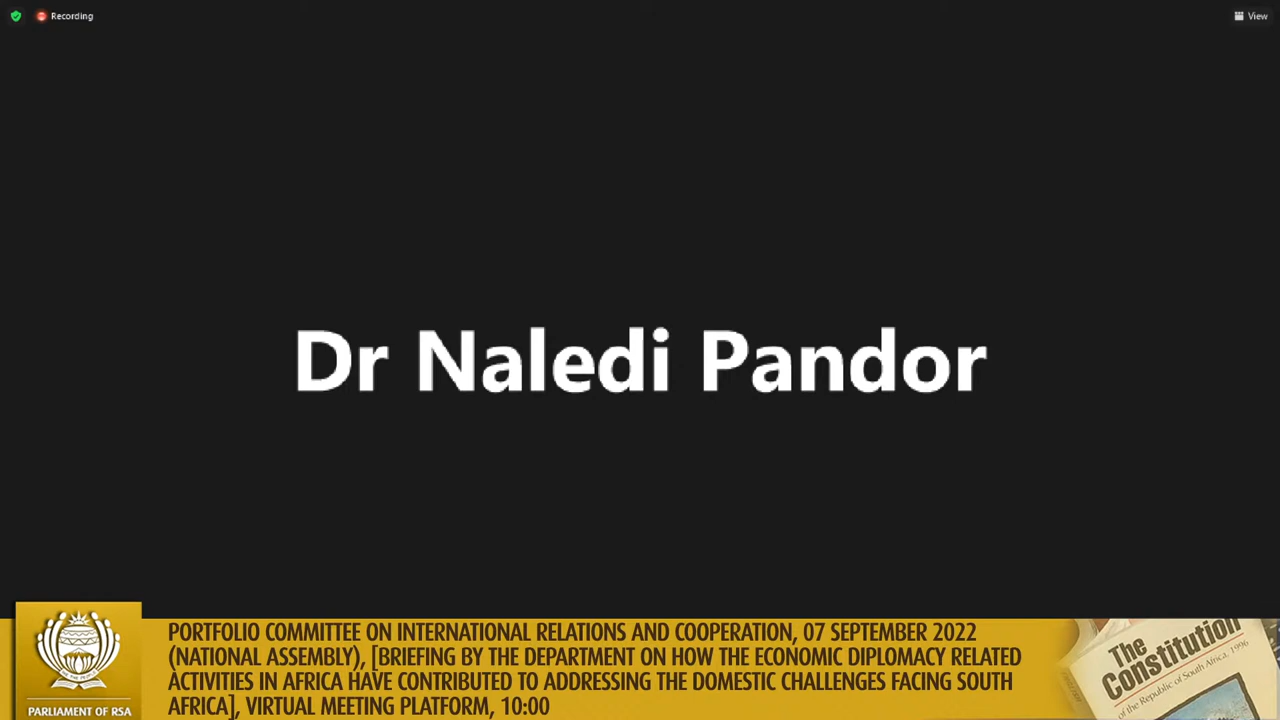 Recording
View
Dr Naledi Pandor
PORTFOLIO COMMITTEE ON INTERNATIONAL RELATIONS AND COOPERATION, 07 SEPTEMBER 2022
(NATIONAL ASSEMBLY), [BRIEFING BY THE DEPARTMENT ON HOW THE ECONOMIC DIPLOMACY RELATED
ACTIVITIES IN AFRICA HAVE CONTRIBUTED TO ADDRESSING THE DOMESTIC CHALLENGES FACING SOUTH
AFRICA], VIRTUAL MEETING PLATFORM, 10:00
PARLIAMENT OF RSA
The
Constitution
of the Republic of South Africa, 1996